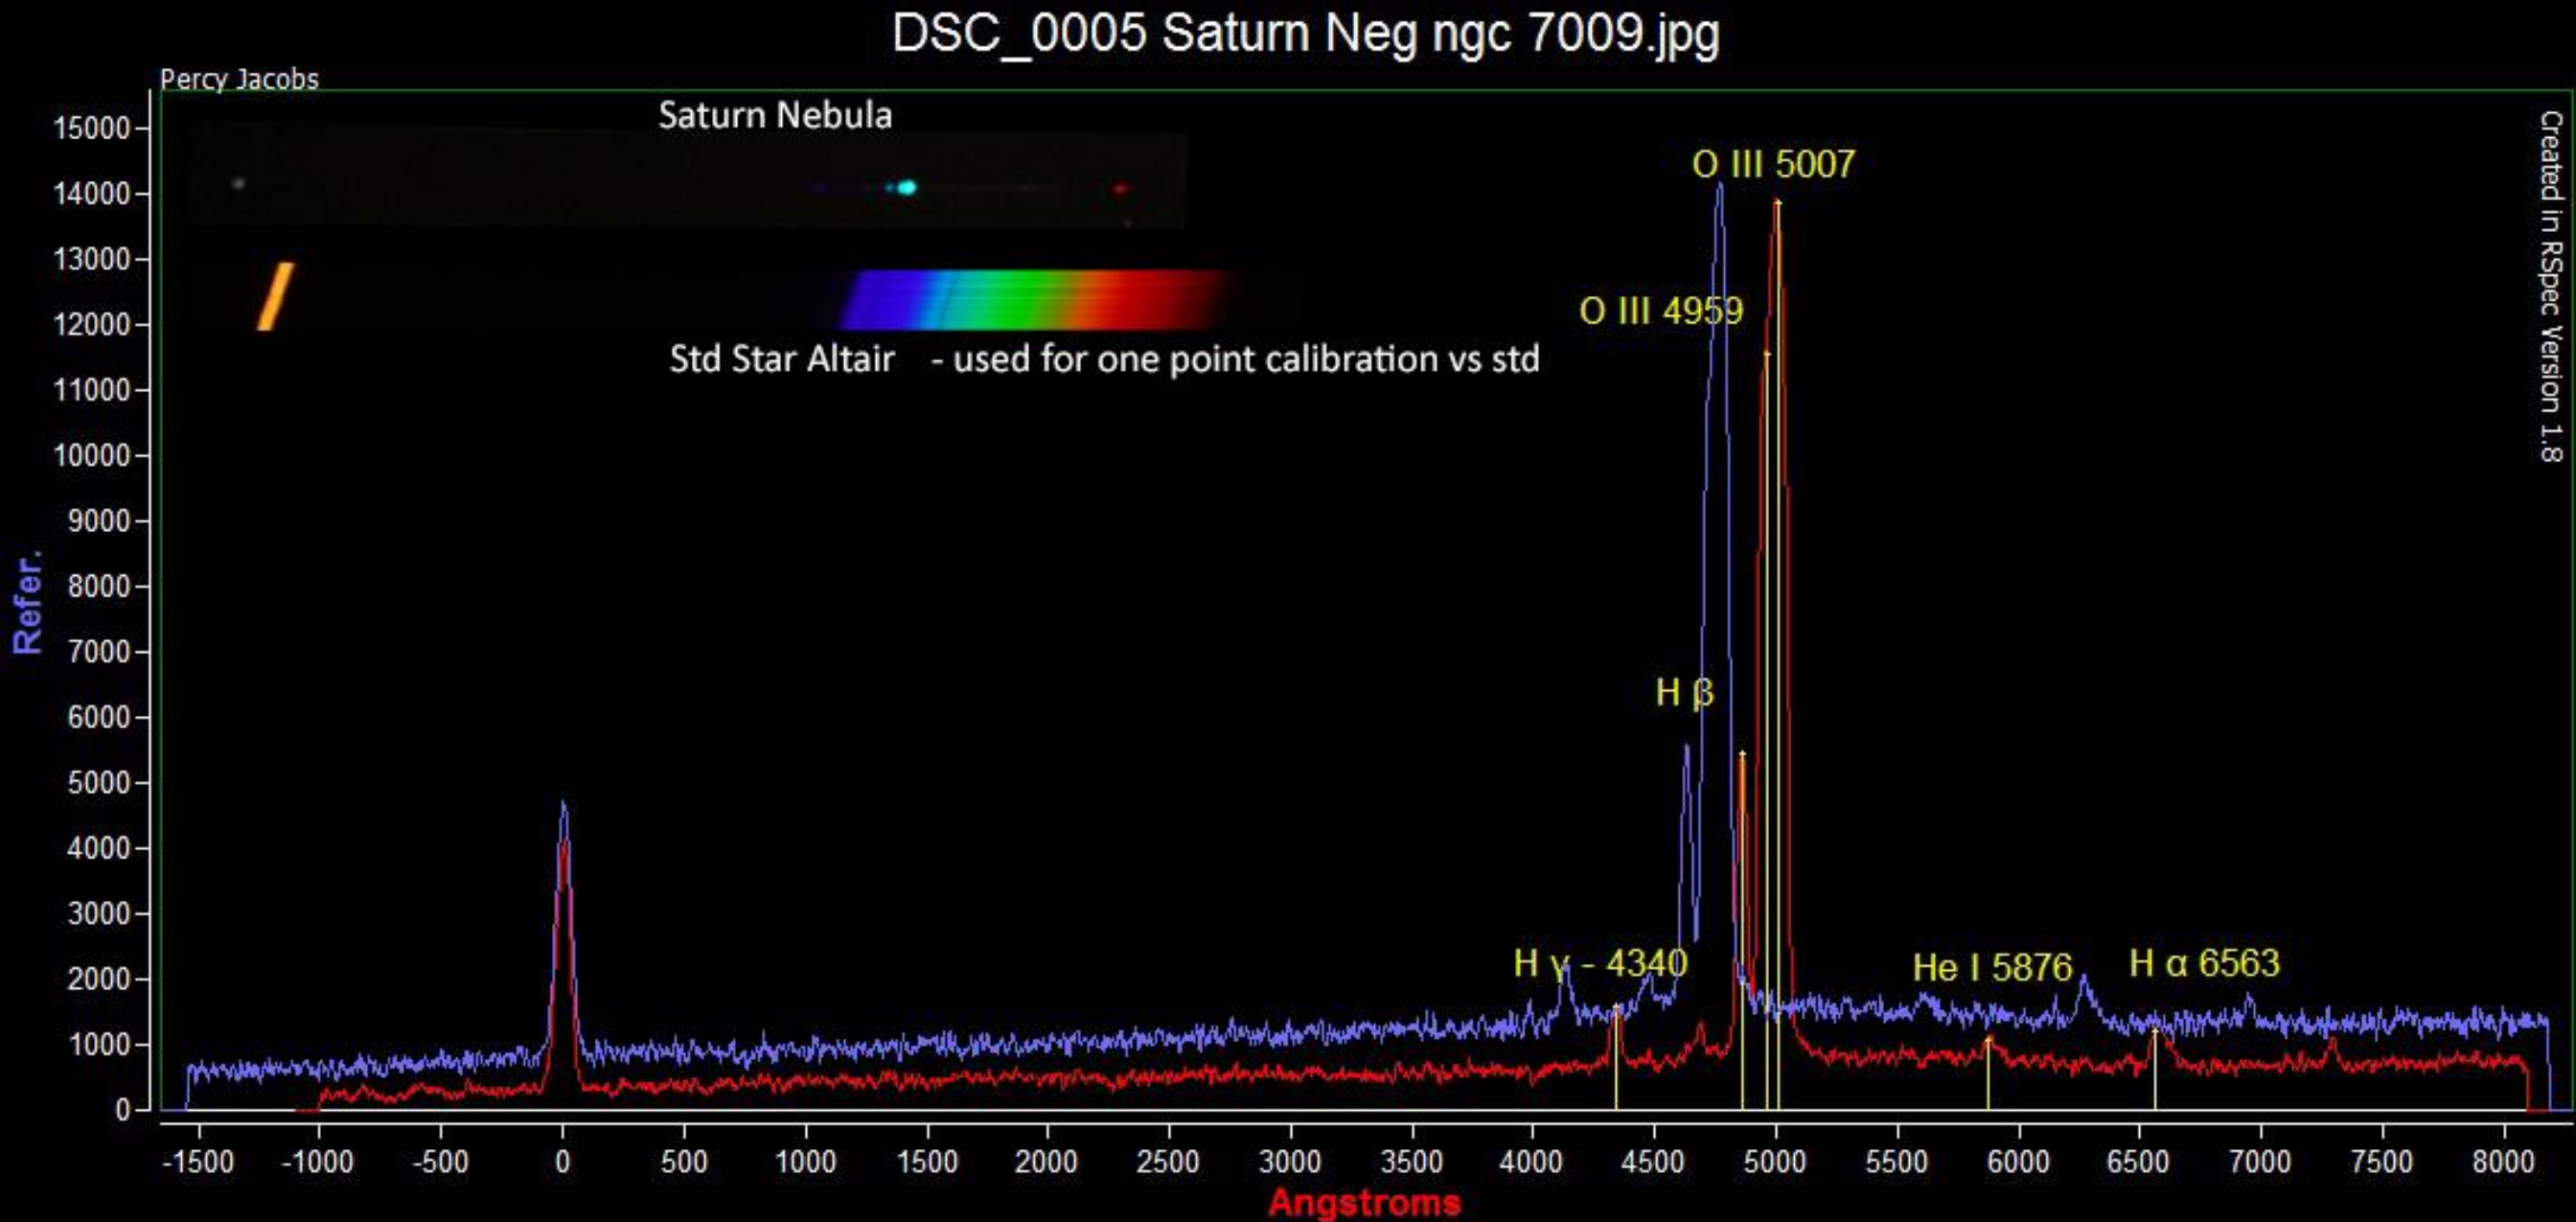 DSC_0005 Saturn Neg ngc 7009.jpg
Percy Jacobs
Saturn Nebula
Std Star Altair - used for one point calibration vs std
O III 5007
O III 4959
H β
H γ - 4340
He I 5876
H α 6563
Created in RSpec Version 1.8
Refer.
15000
14000
13000
12000
11000
10000
9000
8000
7000
6000
5000
4000
3000
2000
1000
0
-1500 -1000 -500 0 500 1000 1500 2000 2500 3000 3500 4000 4500 5000 5500 6000 6500 7000 7500 8000
Angstroms